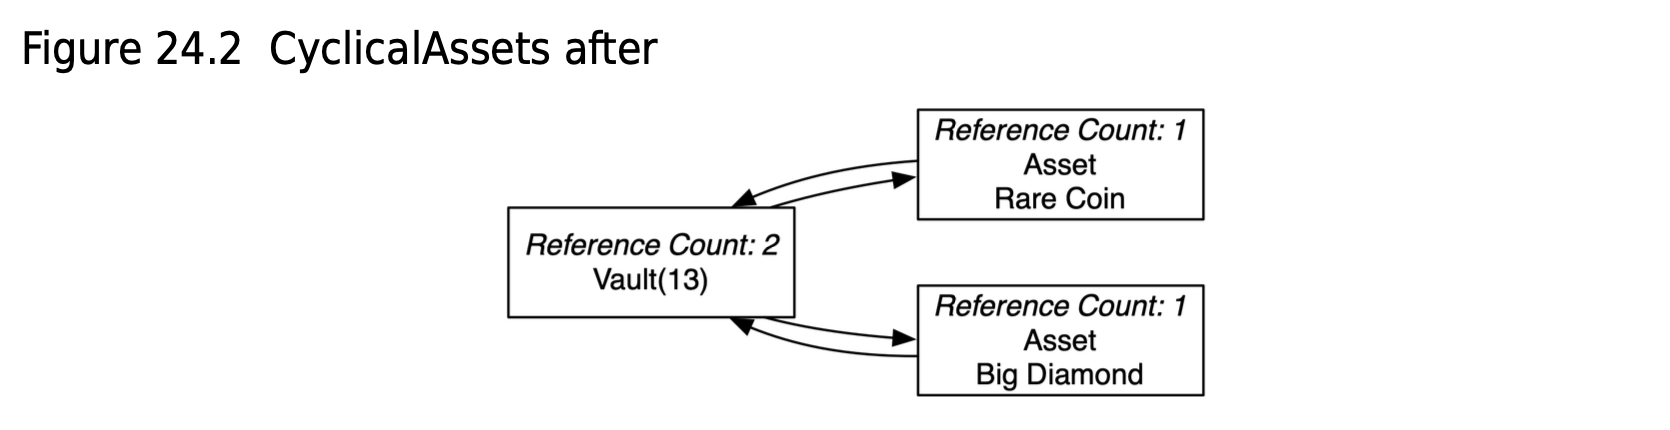 Figure 24.2  CyclicalAssets after
Reference Count: 1
Asset
Rare Coin
Reference Count: 2
Vault(13)
Reference Count: 1
Asset
Big Diamond